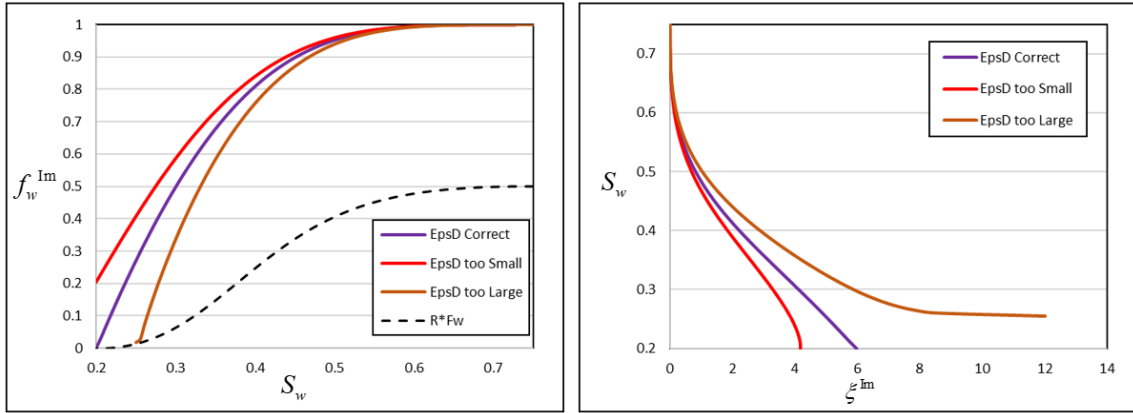 1
0.9
0.8
0.7
0.6
0.5
0.4
0.3
0.2
0.1
0
f_w^Im
EpsD Correct
EpsD too Small
EpsD too Large
R*Fw
0.2 0.3 0.4 0.5 0.6 0.7
S_w
0.7
0.6
0.5
0.4
0.3
0.2
S_w
EpsD Correct
EpsD too Small
EpsD too Large
0 2 4 6 8 10 12 14
ξ^Im